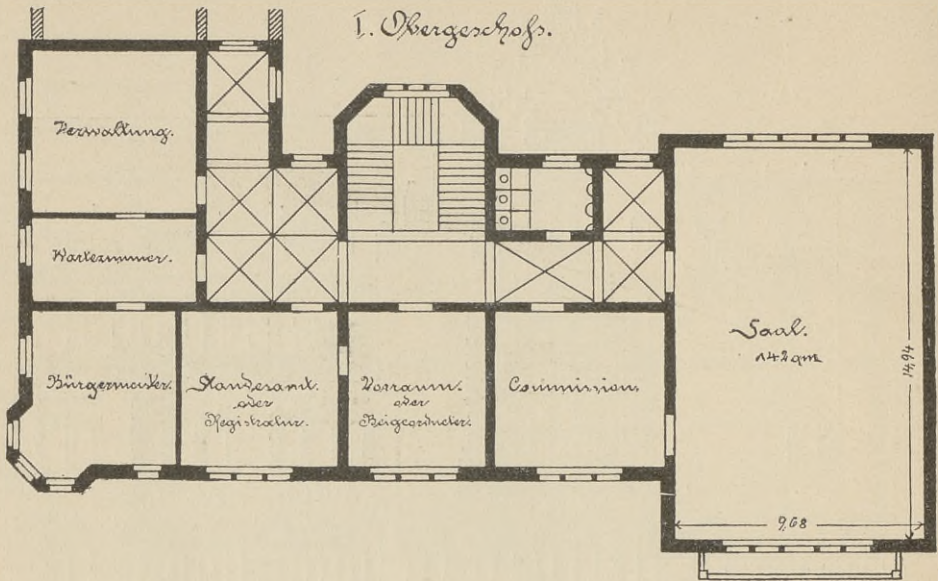 I. Obergeschoſs.
Verwaltung.
Wartezimmer.
Bürgermeister.
Standesamt.
oder
Registratur.
Vorraum.
oder
Beigeordneter.
Commission.
Saal.
142 qm
14,94
9,68